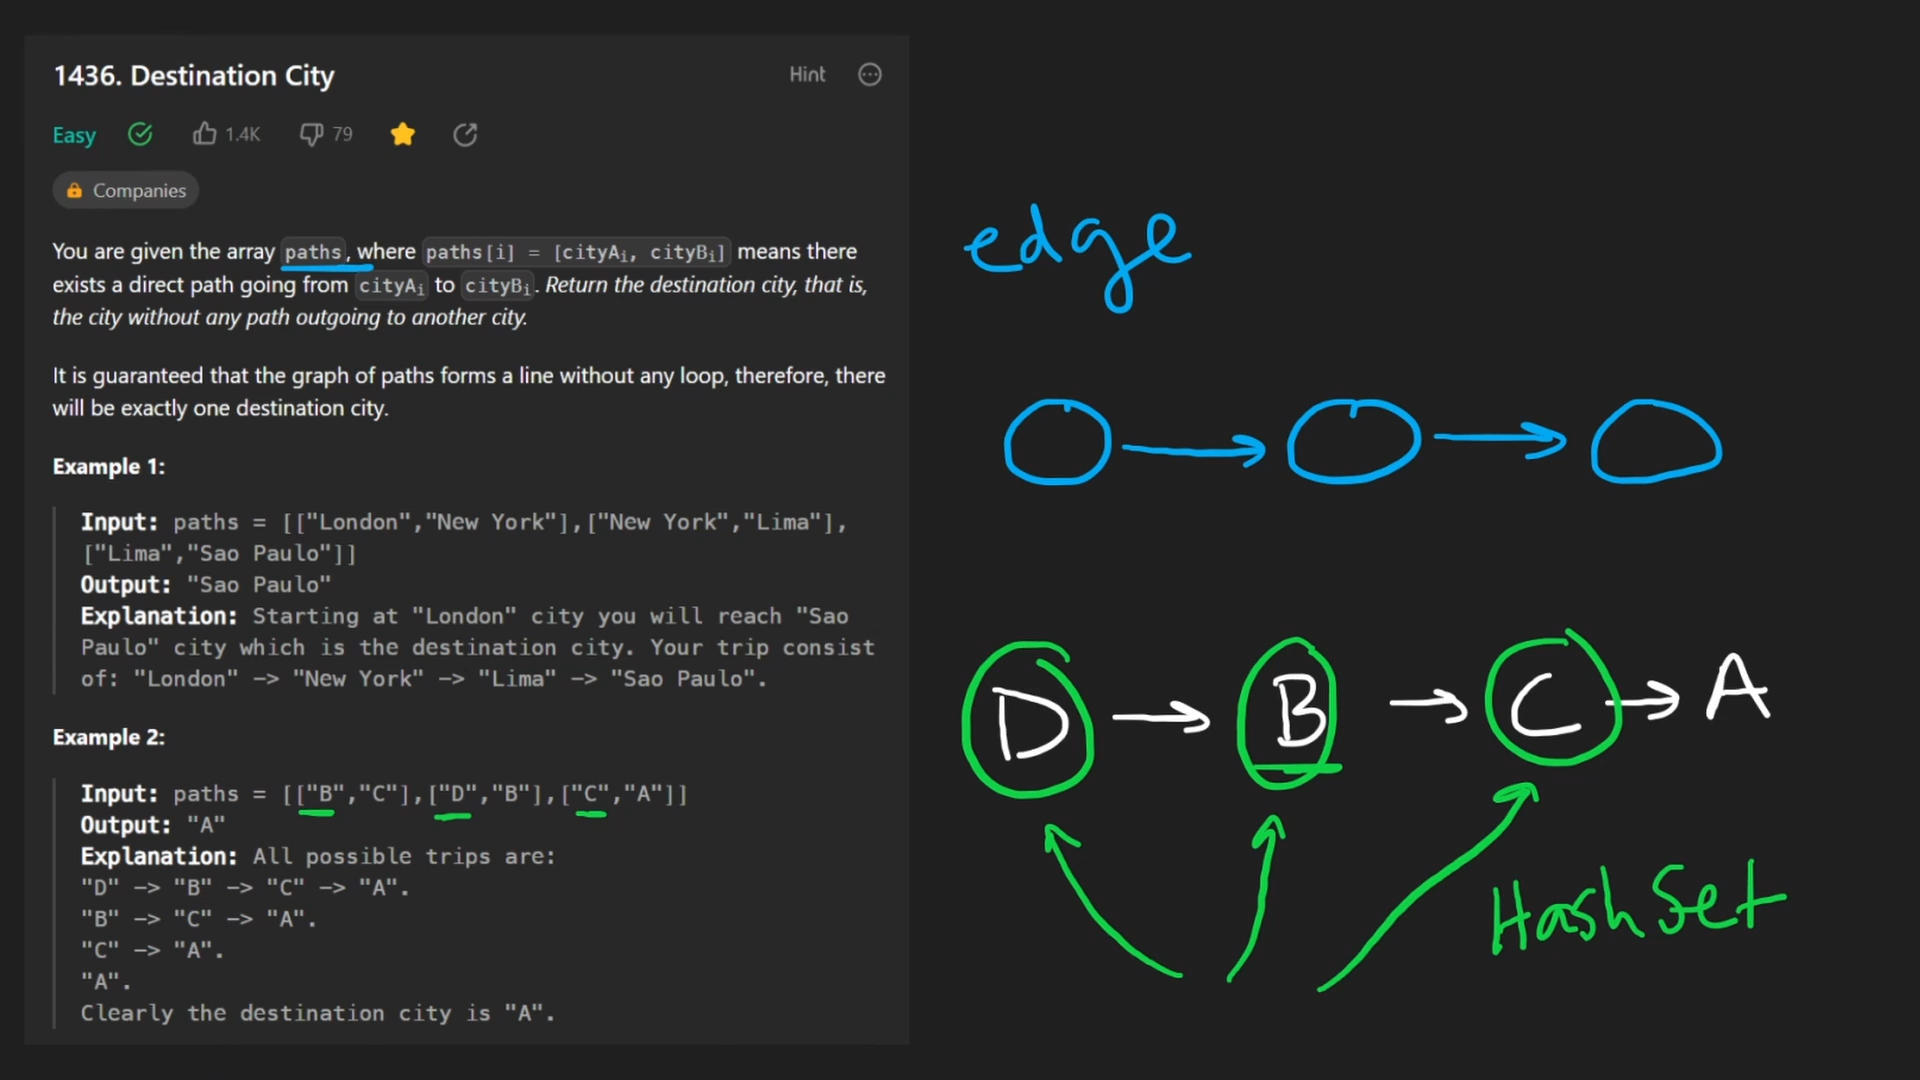 1436. Destination City
Hint
Easy
1.4K
79
Companies
You are given the array paths, where paths[i] = [cityAi, cityBi] means there
exists a direct path going from cityAi to cityBi. Return the destination city, that is,
the city without any path outgoing to another city.
It is guaranteed that the graph of paths forms a line without any loop, therefore, there
will be exactly one destination city.
Example 1:
Input: paths = [["London","New York"],["New York","Lima"],
["Lima","Sao Paulo"]]
Output: "Sao Paulo"
Explanation: Starting at "London" city you will reach "Sao
Paulo" city which is the destination city. Your trip consist
of: "London" -> "New York" -> "Lima" -> "Sao Paulo".
Example 2:
Input: paths = [["B","C"],["D","B"],["C","A"]]
Output: "A"
Explanation: All possible trips are:
"D" -> "B" -> "C" -> "A".
"B" -> "C" -> "A".
"C" -> "A".
"A".
Clearly the destination city is "A".
edge
D → B → C → A
HashSet